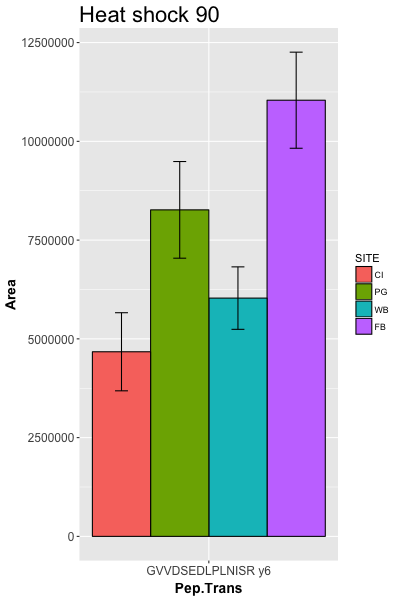 Heat shock 90
12500000
10000000
7500000
5000000
2500000
0
Area
GVVDSEDLPLNISR y6
Pep.Trans
SITE
CI
PG
WB
FB